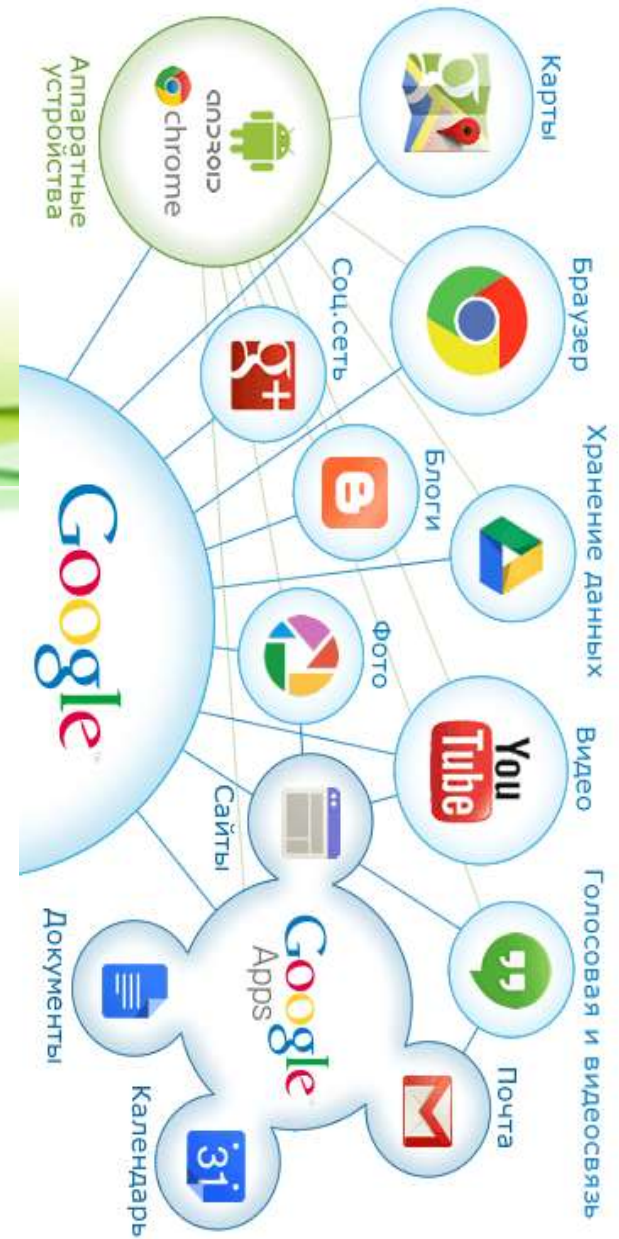 Карты
Браузер
Хранение данных
Видео
Голосовая и видеосвязь
ANDROID
chrome
Аппаратные
устройства
Соц.сеть
g+
Блоги
Фото
You
Tube
Сайты
Почта
Google
Google
Apps
Документы
Календарь
31